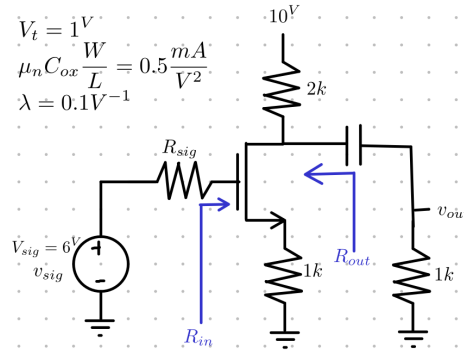 V_t = 1^V
μ_n C_ox W/L = 0.5 mA/V^2
λ = 0.1V^-1
10^V
2k
R_sig
V_sig = 6^V
v_sig
+
-
R_in
1k
R_out
v_ou
1k